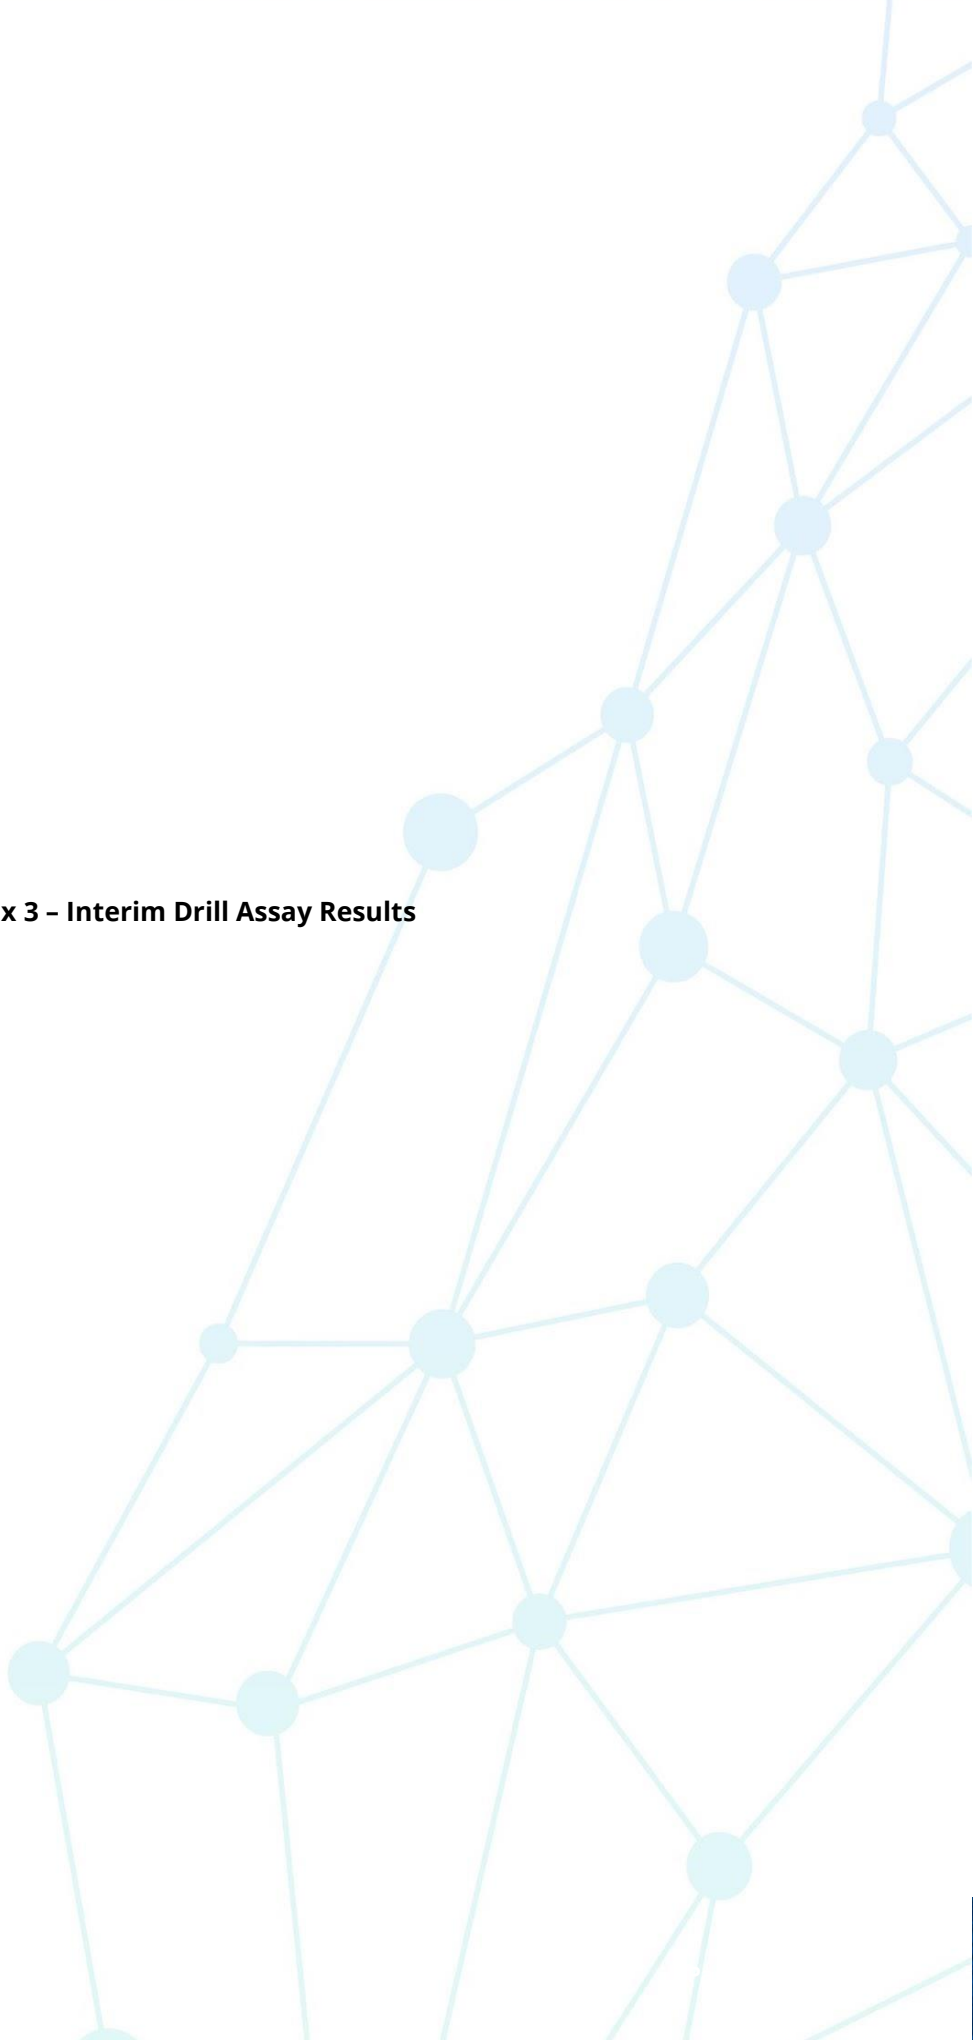 x 3 – Interim Drill Assay Results